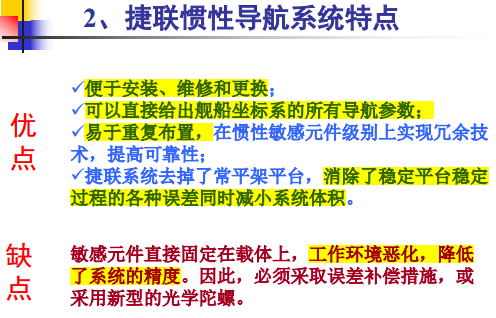 2、捷联惯性导航系统特点
优点
✓便于安装、维修和更换；
✓可以直接给出舰船坐标系的所有导航参数；
✓易于重复布置，在惯性敏感元件级别上实现冗余技
术，提高可靠性；
✓捷联系统去掉了常平架平台，消除了稳定平台稳定
过程的各种误差同时减小系统体积。
缺点
敏感元件直接固定在载体上，工作环境恶化，降低
了系统的精度。因此，必须采取误差补偿措施，或
采用新型的光学陀螺。